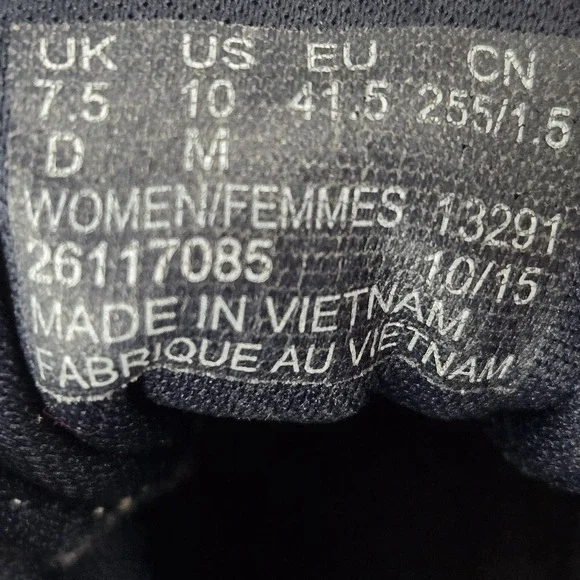 UK US EU CN
7.5 10 41.5 255/1.5
D M
WOMEN/FEMMES 13291
26117085 10/15
MADE IN VIETNAM
FABRIQUE AU VIETNAM